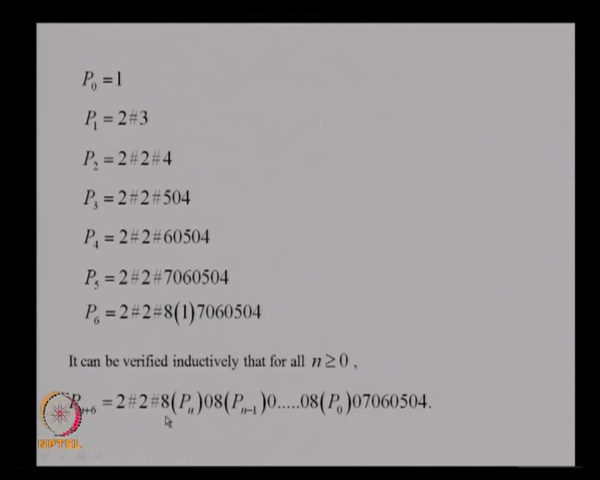 P₀ = 1
P₁ = 2#3
P₂ = 2#2#4
P₃ = 2#2#504
P₄ = 2#2#60504
P₅ = 2#2#7060504
P₆ = 2#2#8(1)7060504
It can be verified inductively that for all n ≥ 0 ,
Pₙ₊₆ = 2#2#8(Pₙ)08(Pₙ₋₁)0.....08(P₀)07060504.
NPTEL